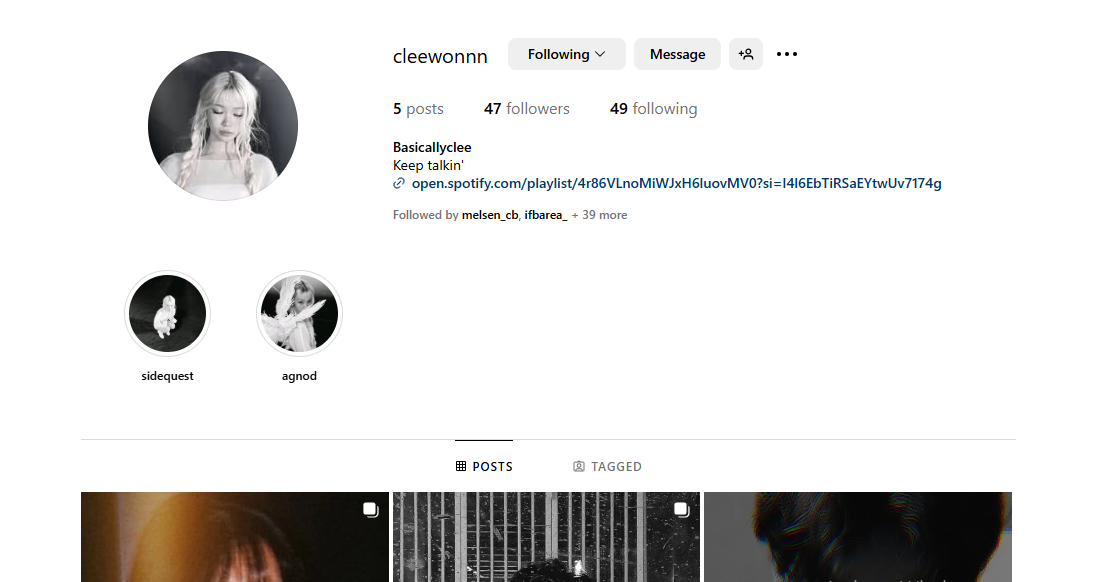 cleewonnn Following Message
5 posts 47 followers 49 following
Basicallyclee
Keep talkin'
open.spotify.com/playlist/4r86VLnoMiWJxH6IuovMV0?si=I4I6EbTiRSaEYtwUv7174g
Followed by melsen_cb, ifbarea_ + 39 more
sidequest agnod
POSTS TAGGED